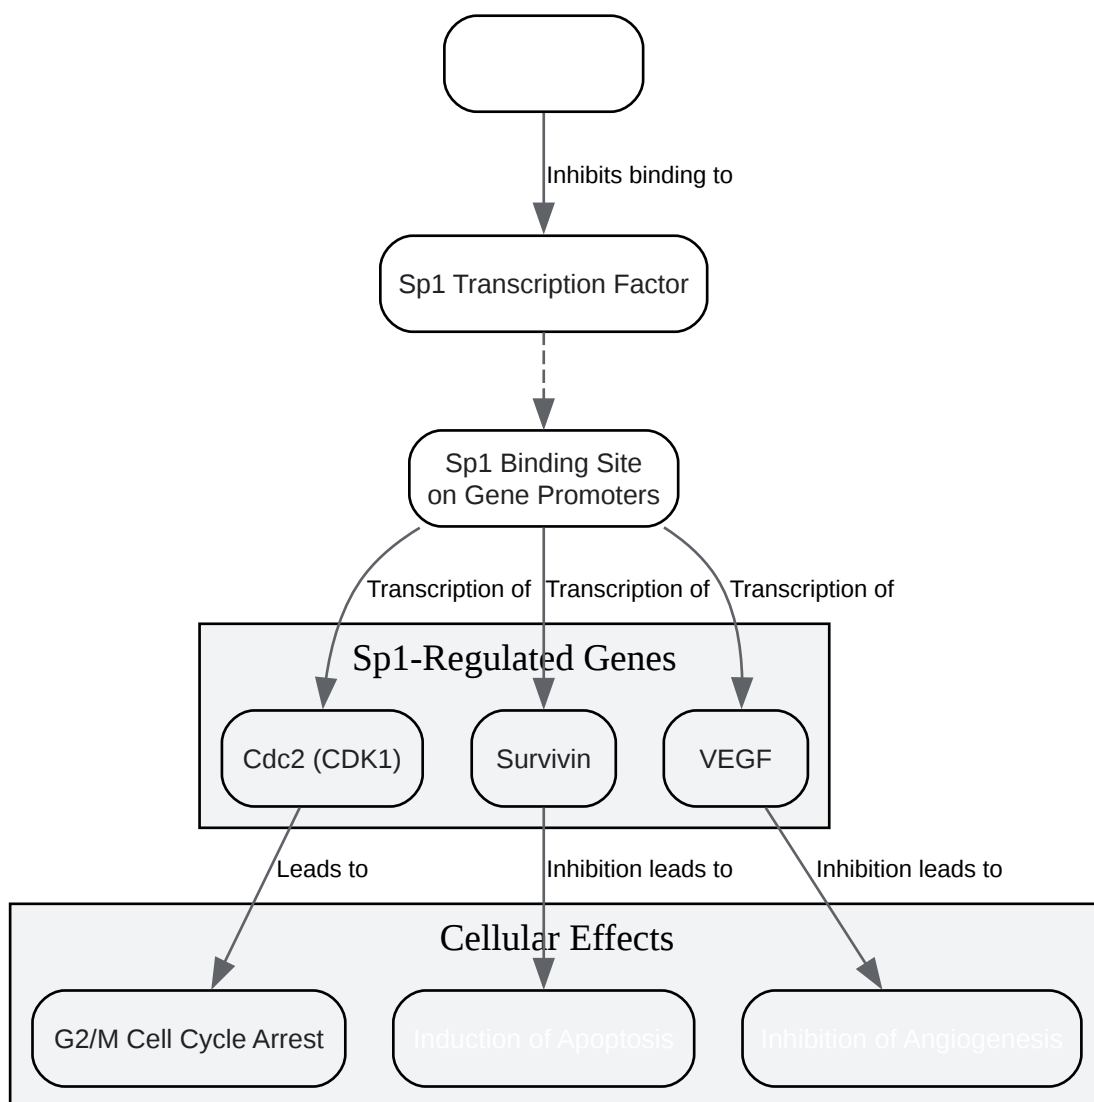 Inhibits binding to
Sp1 Transcription Factor
Sp1 Binding Site
on Gene Promoters
Transcription of
Transcription of
Transcription of
Sp1-Regulated Genes
Cdc2 (CDK1)
Survivin
VEGF
Leads to
Inhibition leads to
Inhibition leads to
Cellular Effects
G2/M Cell Cycle Arrest
Induction of Apoptosis
Inhibition of Angiogenesis